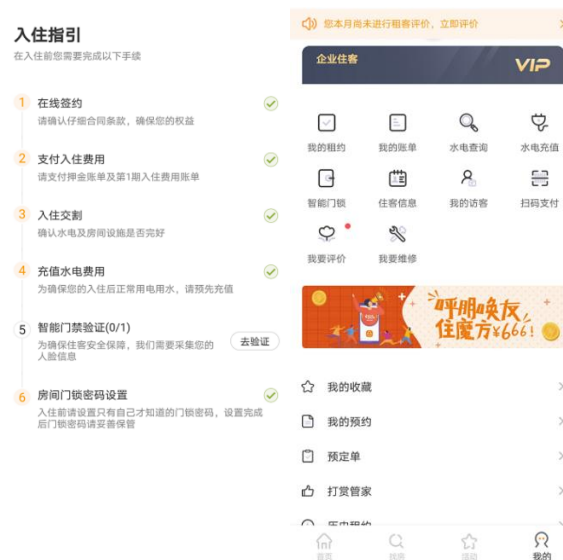 入住指引
在入住前您需要完成以下手续
1 在线签约
请确认仔细合同条款，确保您的权益
2 支付入住费用
请支付押金账单及第1期入住费用账单
3 入住交割
确认水电及房间设施是否完好
4 充值水电费用
为确保您的入住后正常用电用水，请预先充值
5 智能门禁验证(0/1)
为确保住客安全保障，我们需要采集您的
人脸信息
去验证
6 房间门锁密码设置
入住前请设置只有自己才知道的门锁密码，设置完成
后门锁密码请妥善保管
您本月尚未进行租客评价，立即评价
企业住客
VIP
我的租约 我的账单 水电查询 水电充值
智能门锁 住客信息 我的访客 扫码支付
我要评价 我要维修
呼朋唤友
住魔方¥666!
我的收藏
我的预约
预定单
打赏管家
历史租约
首页 找房 活动 我的